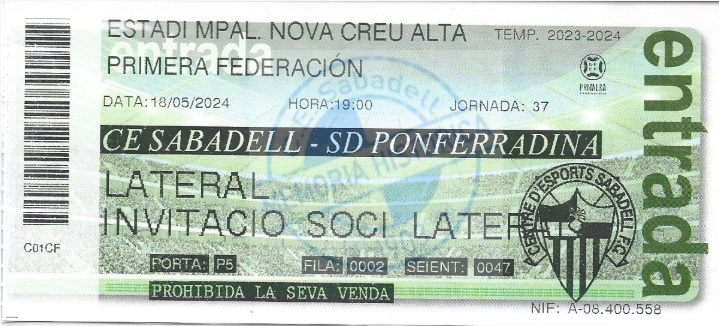 ESTADI MPAL. NOVA CREU ALTA
TEMP. 2023-2024
PRIMERA FEDERACIÓN
PRIMERA
DATA:18/05/2024 HORA:19:00 JORNADA: 37
CE SABADELL - SD PONFERRADINA
LATERAL
INVITACIO SOCI LATERAL
PORTA: P5 FILA: 0002 SEIENT: 0047
PROHIBIDA LA SEVA VENDA
C01CF
CENTRE D'ESPORTS SABADELL F.C.
NIF: A-08.400.558
entrada
entrada